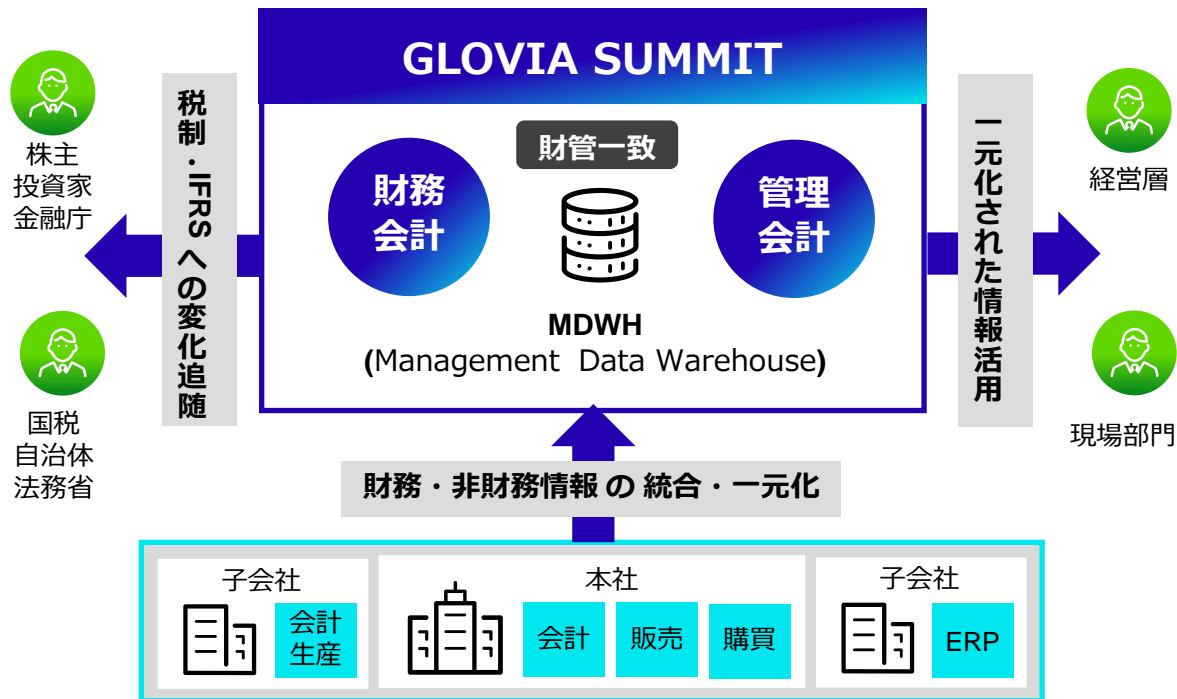 GLOVIA SUMMIT
株主
投資家
金融庁
国税
自治体
法務省
税制・IFRS への変化追随
財務
会計
財管一致
管理
会計
MDWH
(Management Data Warehouse)
一元化された情報活用
経営層
現場部門
財務・非財務情報 の 統合・一元化
子会社
会計
生産
本社
会計
販売
購買
子会社
ERP